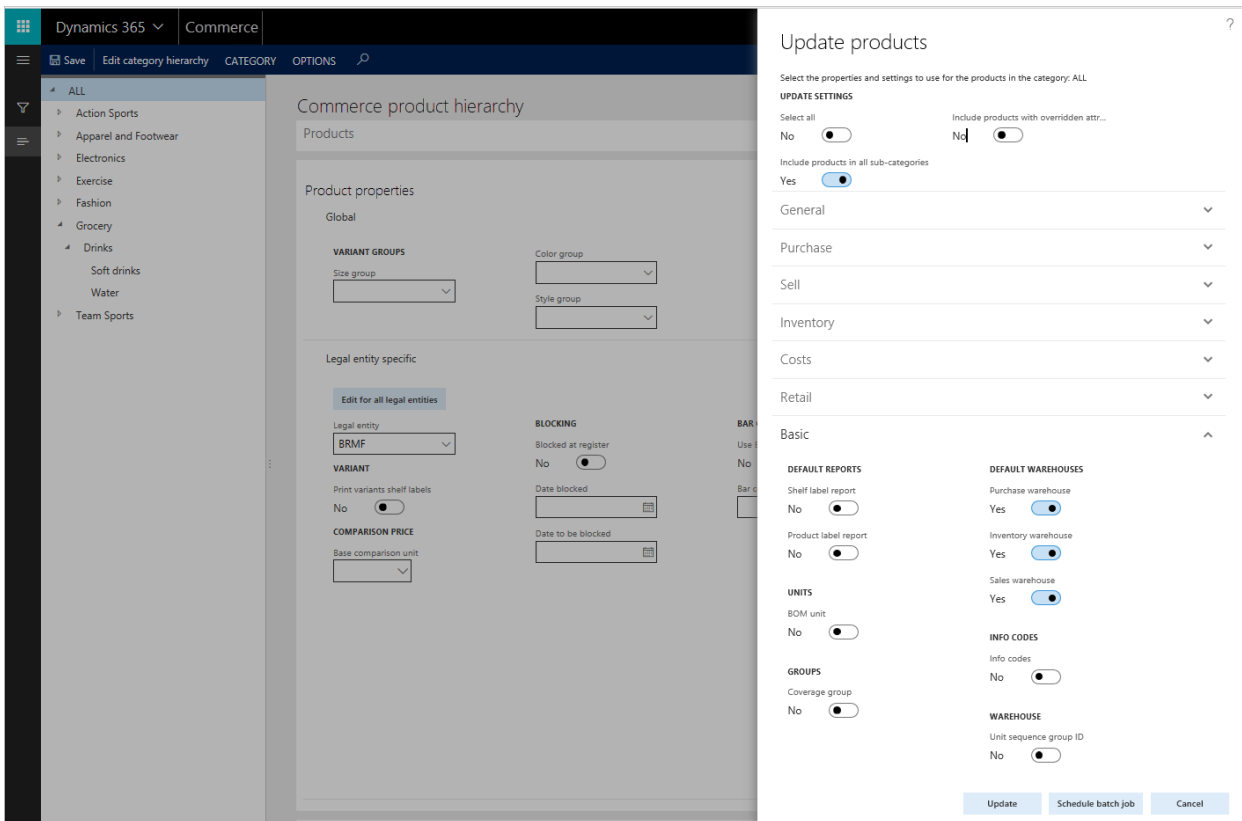 Dynamics 365
Commerce
?
Save
Edit category hierarchy
CATEGORY
OPTIONS
ALL
Action Sports
Apparel and Footwear
Electronics
Exercise
Fashion
Grocery
Drinks
Soft drinks
Water
Team Sports
Commerce product hierarchy
Products
Product properties
Global
VARIANT GROUPS
Size group
Color group
Style group
Legal entity specific
Edit for all legal entities
Legal entity
BRMF
VARIANT
Print variants shelf labels
No
COMPARISON PRICE
Base comparison unit
BLOCKING
Blocked at register
No
Date blocked
Date to be blocked
BAR
Use
No
Bar c
Update products
Select the properties and settings to use for the products in the category: ALL
UPDATE SETTINGS
Select all
No
Include products with overridden attr...
No
Include products in all sub-categories
Yes
General
Purchase
Sell
Inventory
Costs
Retail
Basic
DEFAULT REPORTS
Shelf label report
No
Product label report
No
UNITS
BOM unit
No
GROUPS
Coverage group
No
DEFAULT WAREHOUSES
Purchase warehouse
Yes
Inventory warehouse
Yes
Sales warehouse
Yes
INFO CODES
Info codes
No
WAREHOUSE
Unit sequence group ID
No
Update
Schedule batch job
Cancel